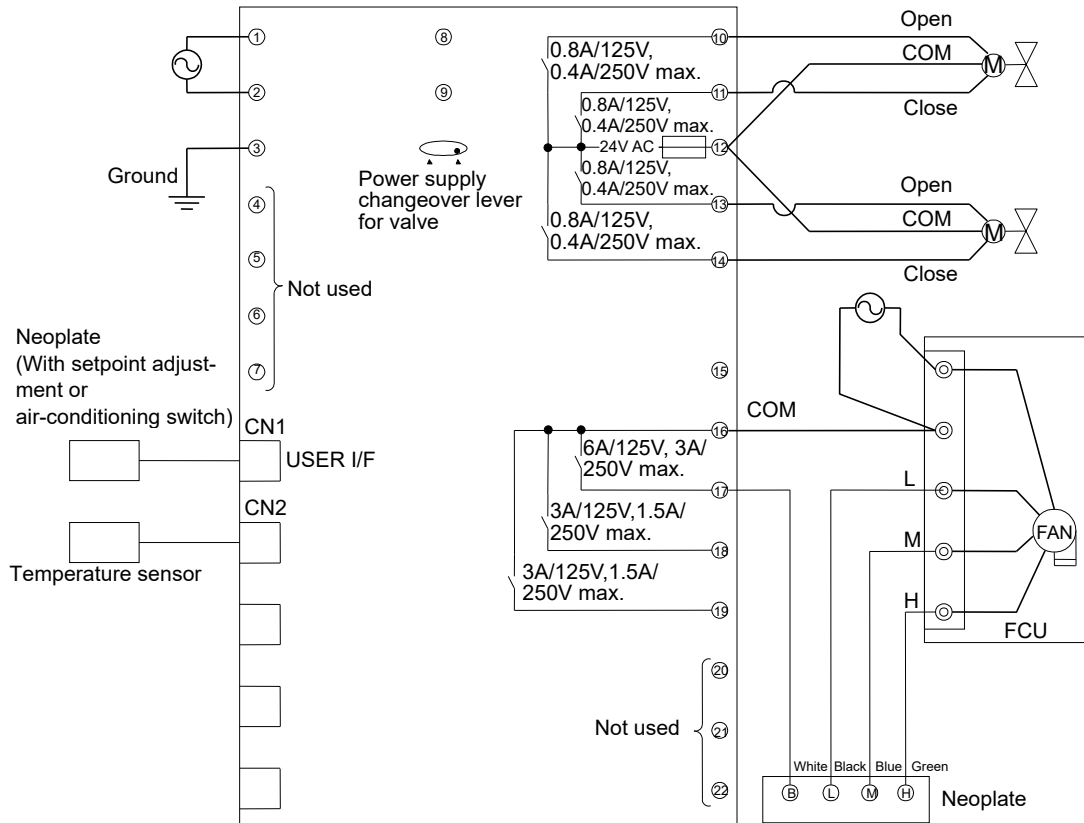 1
2
3
Ground
4
5
6
7
Not used
Neoplate
(With setpoint adjust-
ment or
air-conditioning switch)
CN1
USER I/F
CN2
Temperature sensor
8
9
Power supply
changeover lever
for valve
0.8A/125V,
0.4A/250V max.
0.8A/125V,
0.4A/250V max.
24V AC
0.8A/125V,
0.4A/250V max.
0.8A/125V,
0.4A/250V max.
10
11
12
13
14
Open
COM
Close
M
Open
COM
Close
M
15
16
COM
6A/125V, 3A/
250V max.
17
3A/125V,1.5A/
250V max.
18
3A/125V,1.5A/
250V max.
19
L
M
H
FAN
FCU
20
21
22
Not used
White Black Blue Green
B L M H
Neoplate